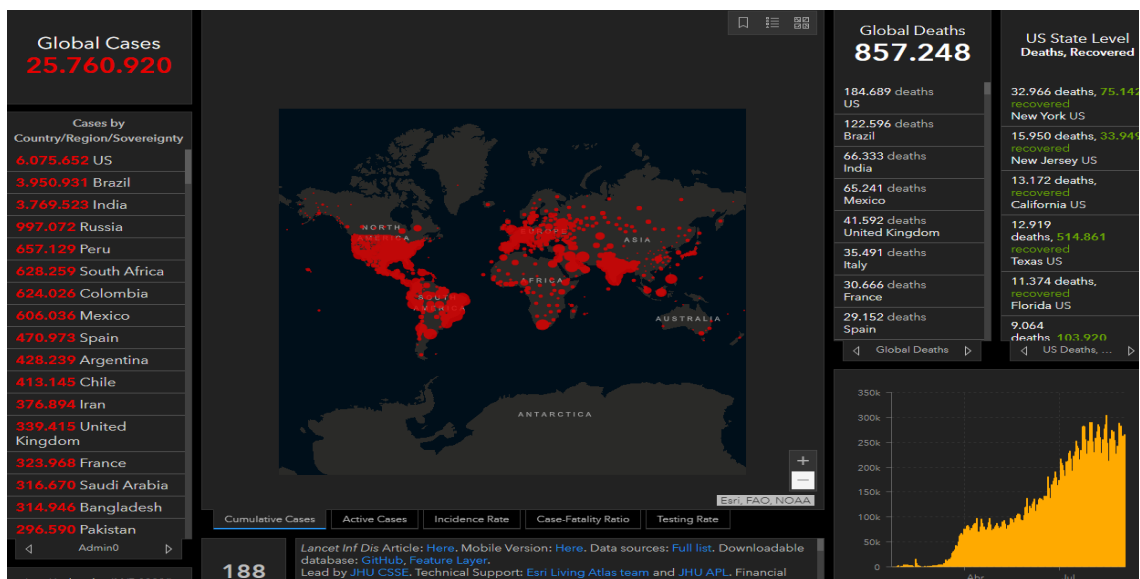 Global Cases
25.760.920
Cases by
Country/Region/Sovereignty
6.075.652 US
3.950.931 Brazil
3.769.523 India
997.072 Russia
657.129 Peru
628.259 South Africa
624.026 Colombia
606.036 Mexico
470.973 Spain
428.239 Argentina
413.145 Chile
376.894 Iran
339.415 United
Kingdom
323.968 France
316.670 Saudi Arabia
314.946 Bangladesh
296.590 Pakistan
Admin0
NORTH
AMERICA
SOUTH
AMERICA
EUROPE
ASIA
AFRICA
AUSTRALIA
ANTARCTICA
+
−
Esri, FAO, NOAA
Cumulative Cases
Active Cases
Incidence Rate
Case-Fatality Ratio
Testing Rate
188
Lancet Inf Dis Article: Here. Mobile Version: Here. Data sources: Full list. Downloadable
database: GitHub, Feature Layer.
Lead by JHU CSSE. Technical Support: Esri Living Atlas team and JHU APL. Financial
Global Deaths
857.248
184.689 deaths
US
122.596 deaths
Brazil
66.333 deaths
India
65.241 deaths
Mexico
41.592 deaths
United Kingdom
35.491 deaths
Italy
30.666 deaths
France
29.152 deaths
Spain
Global Deaths
US State Level
Deaths, Recovered
32.966 deaths, 75.142
recovered
New York US
15.950 deaths, 33.949
recovered
New Jersey US
13.172 deaths,
recovered
California US
12.919
deaths, 514.861
recovered
Texas US
11.374 deaths,
recovered
Florida US
9.064
deaths, 103.920
US Deaths, ...
350k
300k
250k
200k
150k
100k
50k
0
Abr
Jul